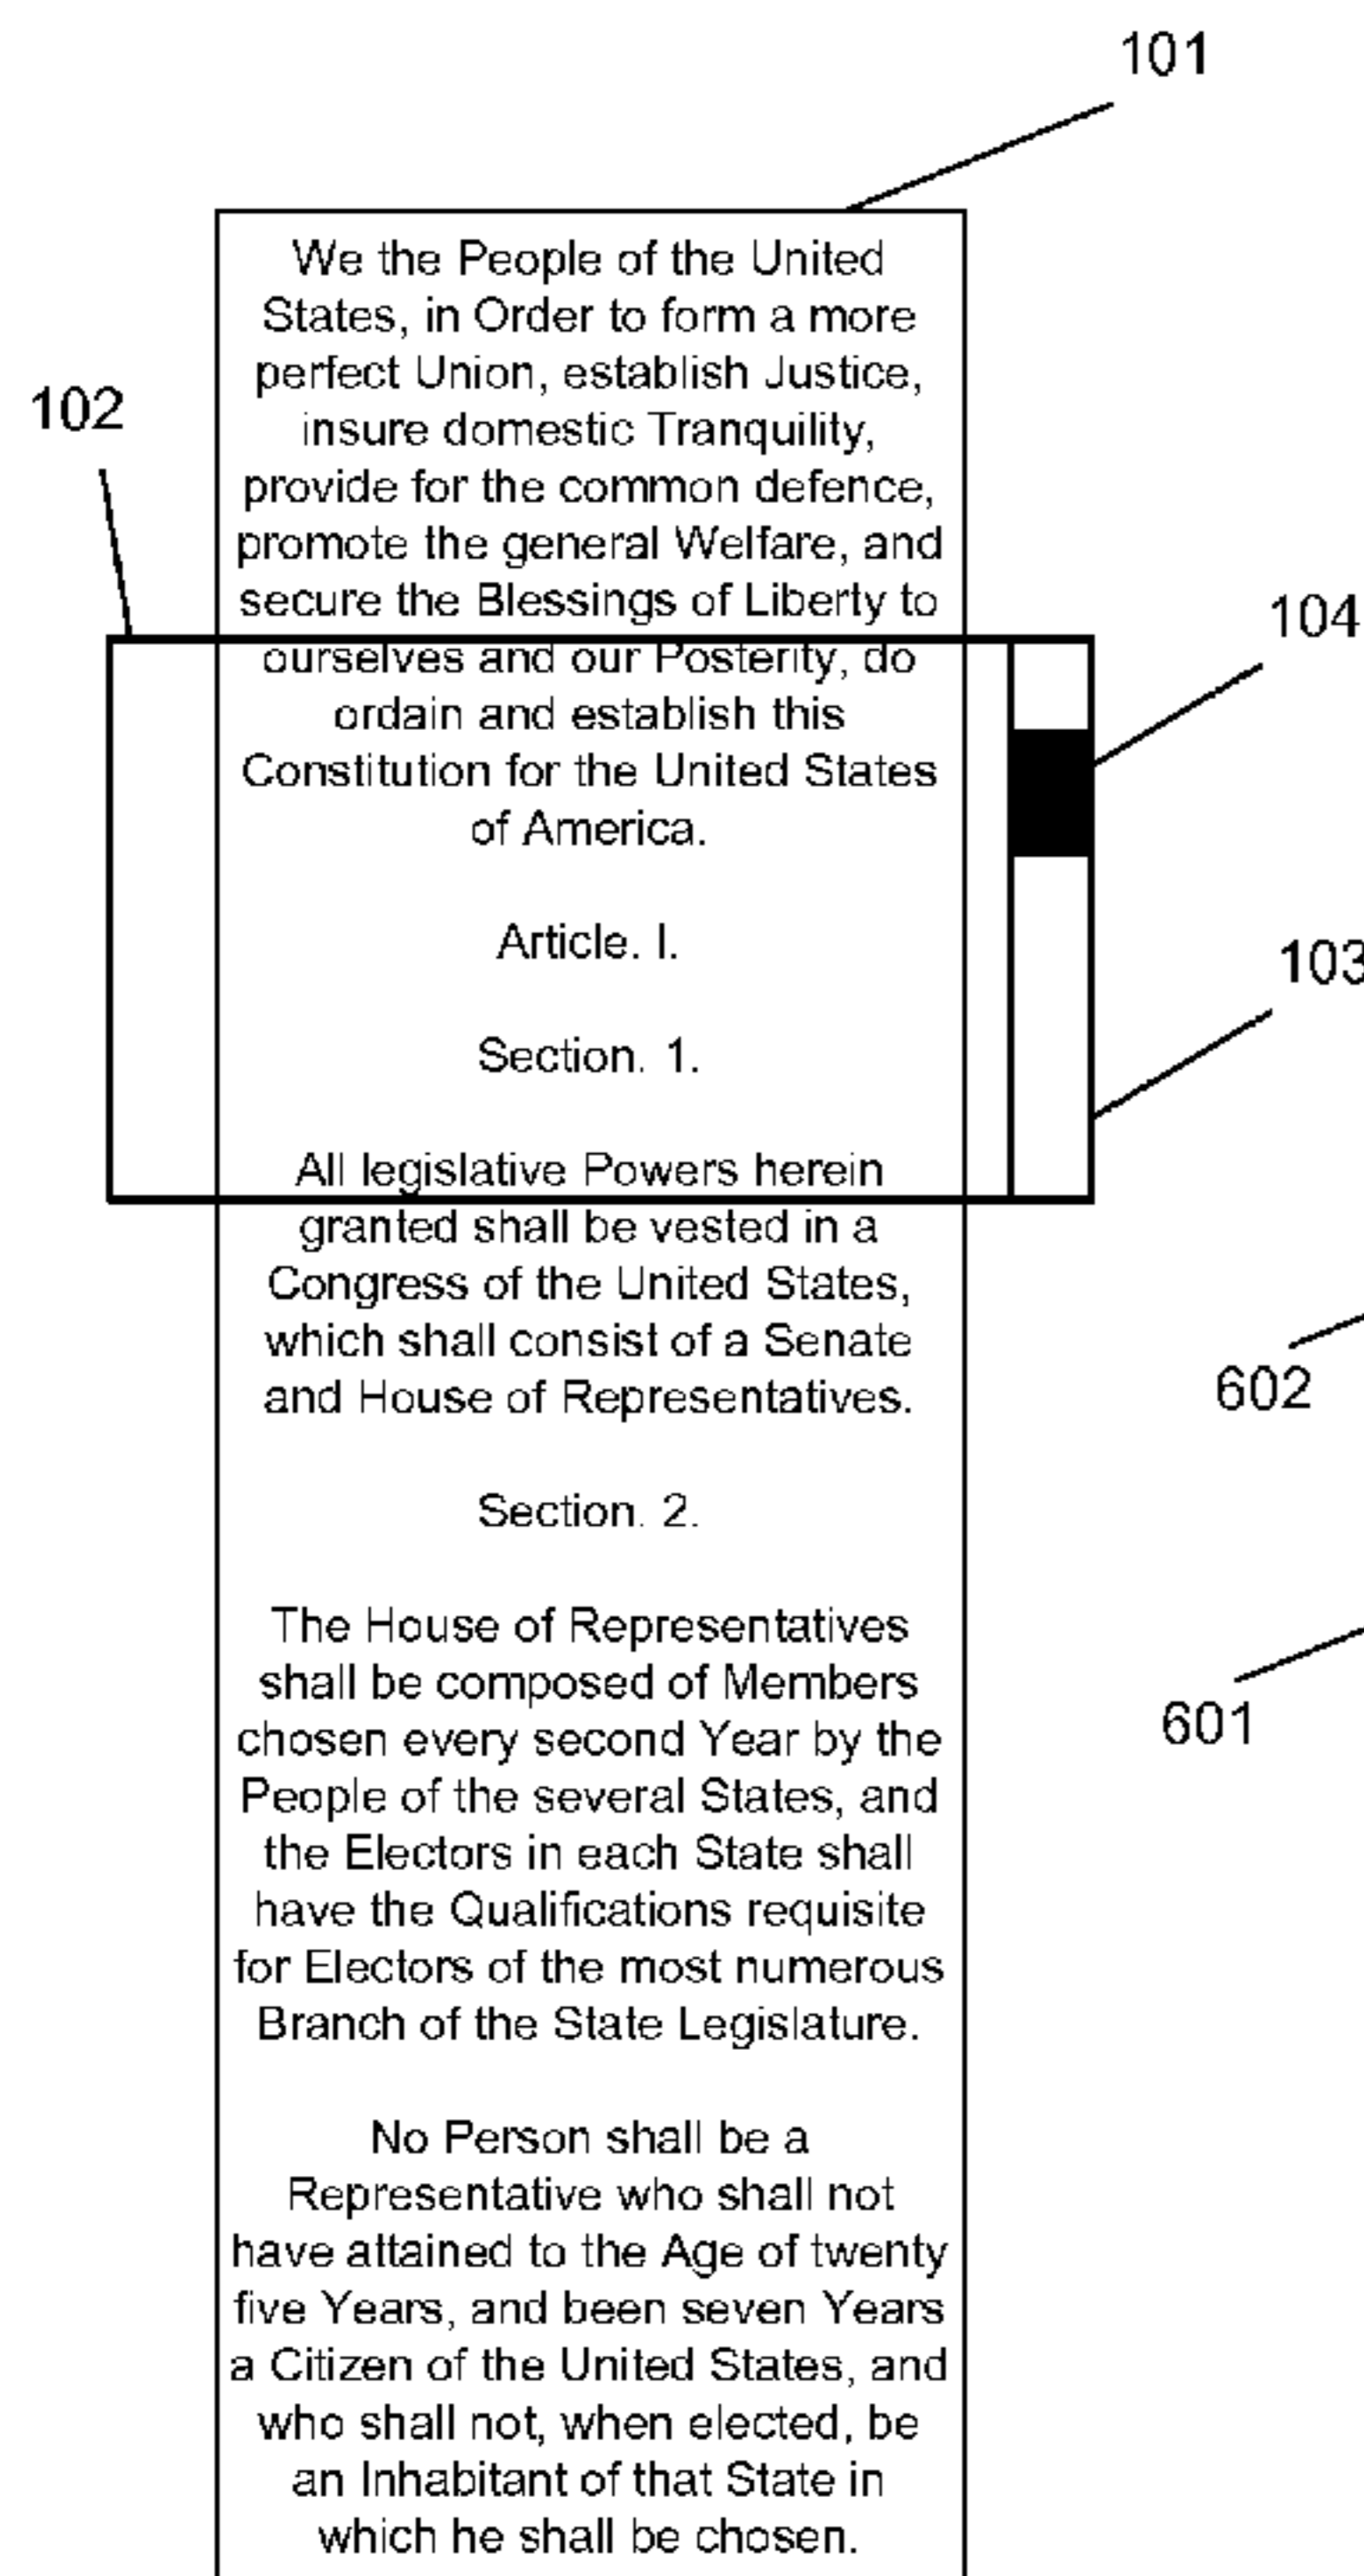 101
We the People of the United
States, in Order to form a more
perfect Union, establish Justice,
102
insure domestic Tranquility,
provide for the common defence,
promote the general Welfare, and
secure the Blessings of Liberty to
104
ourselves and our Posterity, do
ordain and establish this
Constitution for the United States
of America.
Article. I.
103
Section. 1.
All legislative Powers herein
granted shall be vested in a
Congress of the United States,
which shall consist of a Senate
602
and House of Representatives.
Section. 2.
The House of Representatives
shall be composed of Members
601
chosen every second Year by the
People of the several States, and
the Electors in each State shall
have the Qualifications requisite
for Electors of the most numerous
Branch of the State Legislature.
No Person shall be a
Representative who shall not
have attained to the Age of twenty
five Years, and been seven Years
a Citizen of the United States, and
who shall not, when elected, be
an Inhabitant of that State in
which he shall be chosen.